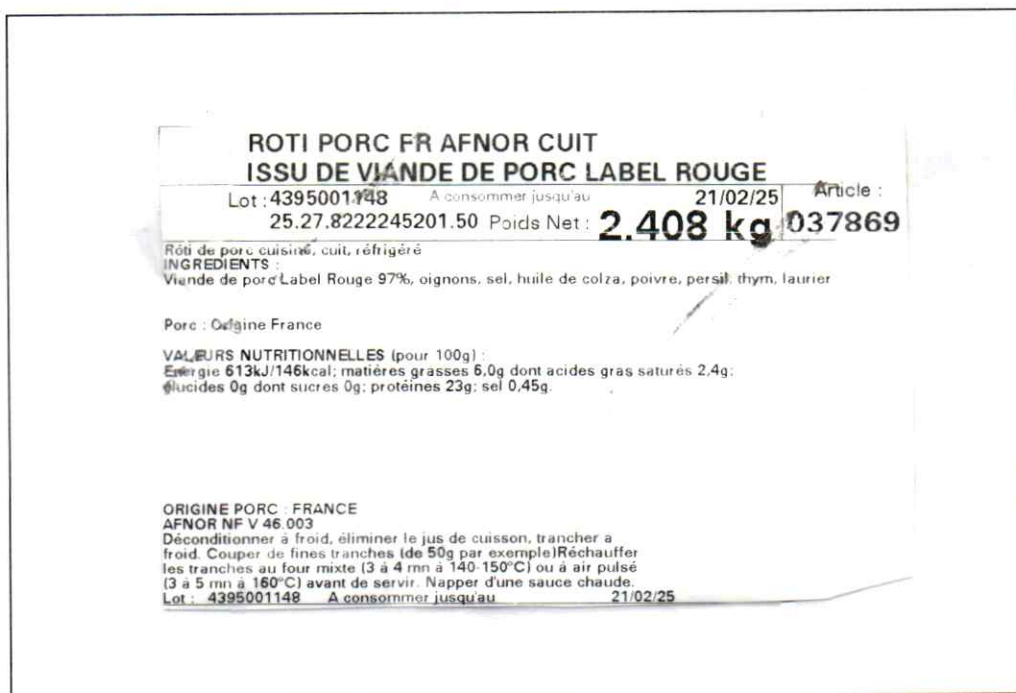 ROTI PORC FR AFNOR CUIT
ISSU DE VIANDE DE PORC LABEL ROUGE
Lot : 4395001148 A consommer jusqu'au 21/02/25 Article :
25.27.8222245201.50 Poids Net : 2.408 kg 037869
Rôti de porc cuisiné, cuit, réfrigéré
INGREDIENTS :
Viande de porc Label Rouge 97%, oignons, sel, huile de colza, poivre, persil, thym, laurier
Porc : Origine France
VALEURS NUTRITIONNELLES (pour 100g) :
Energie 613kJ/146kcal; matières grasses 6,0g dont acides gras saturés 2,4g;
glucides 0g dont sucres 0g; protéines 23g; sel 0,45g.
ORIGINE PORC : FRANCE
AFNOR NF V 46.003
Déconditionner à froid, éliminer le jus de cuisson, trancher a
froid. Couper de fines tranches (de 50g par exemple)Réchauffer
les tranches au four mixte (3 à 4 mn à 140-150°C) ou à air pulsé
(3 à 5 mn à 160°C) avant de servir. Napper d'une sauce chaude.
Lot : 4395001148 A consommer jusqu'au 21/02/25